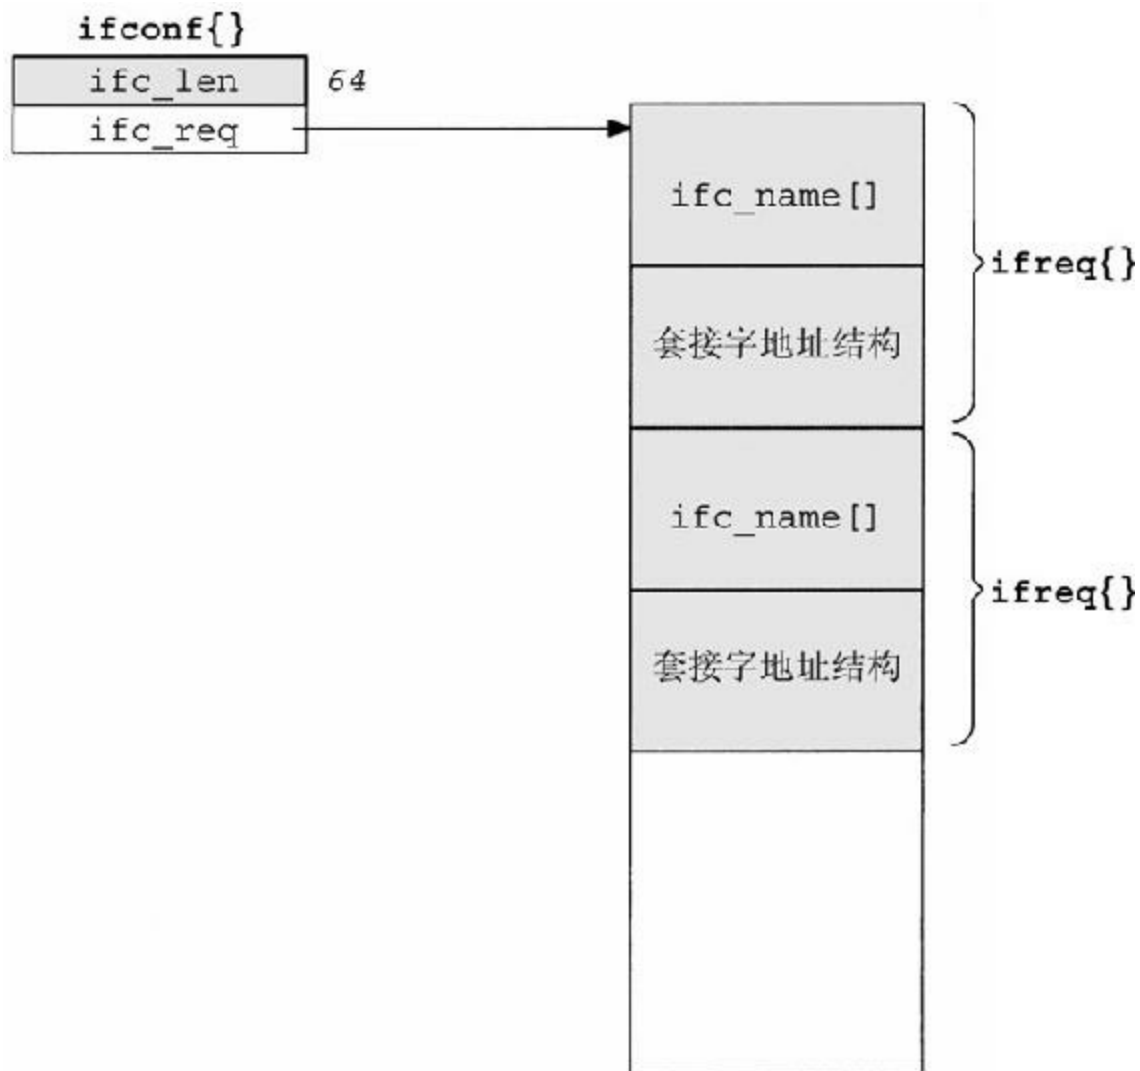 ifconf{}
ifc_len 64
ifc_req
ifc_name[]
ifreq{}
套接字地址结构
ifc_name[]
ifreq{}
套接字地址结构